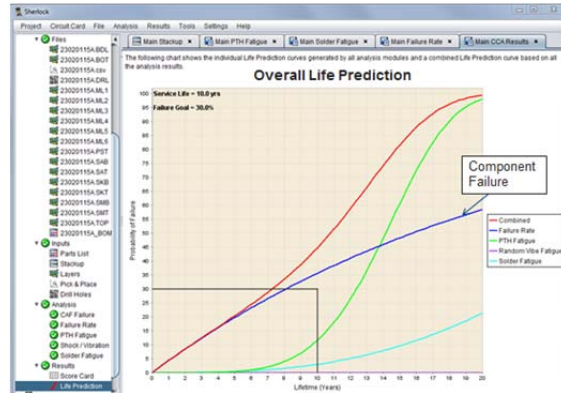 Sherlock
Project Circuit Card File Analysis Results Tools Settings Help
Files
23020115A.BDL
23020115A.BOT
23020115A.csv
23020115A.DRL
23020115A.ML1
23020115A.ML2
23020115A.ML3
23020115A.ML4
23020115A.ML5
23020115A.ML6
23020115A.PST
23020115A.SAB
23020115A.SAT
23020115A.SKB
23020115A.SKT
23020115A.SMB
23020115A.SMT
23020115A.TOP
23020115A_BOM
Inputs
Parts List
Stackup
Layers
Pick & Place
Drill Holes
Analysis
CAF Failure
Failure Rate
PTH Fatigue
Shock / Vibration
Solder Fatigue
Results
Score Card
Life Prediction
Main Stackup Main PTH Fatigue Main Solder Fatigue Main Failure Rate Main CCA Results
The following chart shows the individual Life Prediction curves generated by all analysis modules and a combined Life Prediction curve based on all
the analysis results.
Overall Life Prediction
Service Life = 10.0 yrs
Failure Goal = 30.0%
Probability of Failure
100
95
90
85
80
75
70
65
60
55
50
45
40
35
30
25
20
15
10
5
0
0 1 2 3 4 5 6 7 8 9 10 11 12 13 14 15 16 17 18 19 20
Lifetime (Years)
Component
Failure
Combined
Failure Rate
PTH Fatigue
Random Vibe Fatigue
Solder Fatigue